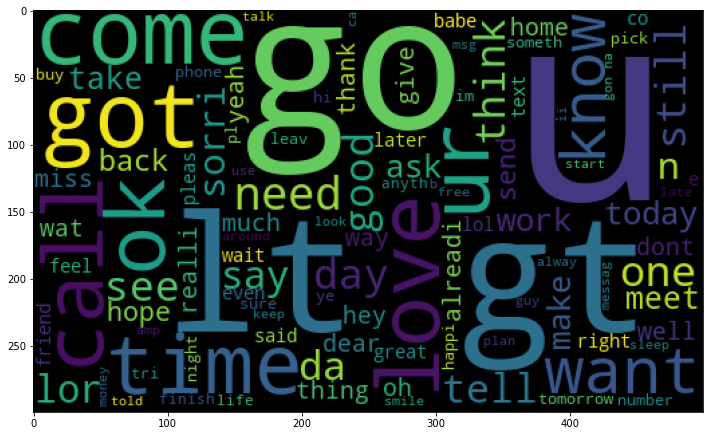 come
talk
go
ca
babe
home
co
someth
pick
know
still
buy
take
phone
yeah
pl
thank
give
msg
im
think
text
u
gon na
ii
got
sorri
hi
leav
later
ur
send
start
n
back
miss
ok
pleas
use
need
good
ask
anyth
b
free
late
e
wat
call
much
look
love
lol
work
today
feel
see
realli
around
wait
lt
say
day
way
alreadi
gt
dont
alway
one
messag
meet
hope
even
sure
ye
keep
hey
guy
make
friend
amp
time
night
said
dear
great
happi
plan
right
well
sleep
lor
money
tri
told
finish
life
da
thing
oh
smile
tell
want
tomorrow
number
0
50
100
150
200
250
0
100
200
300
400